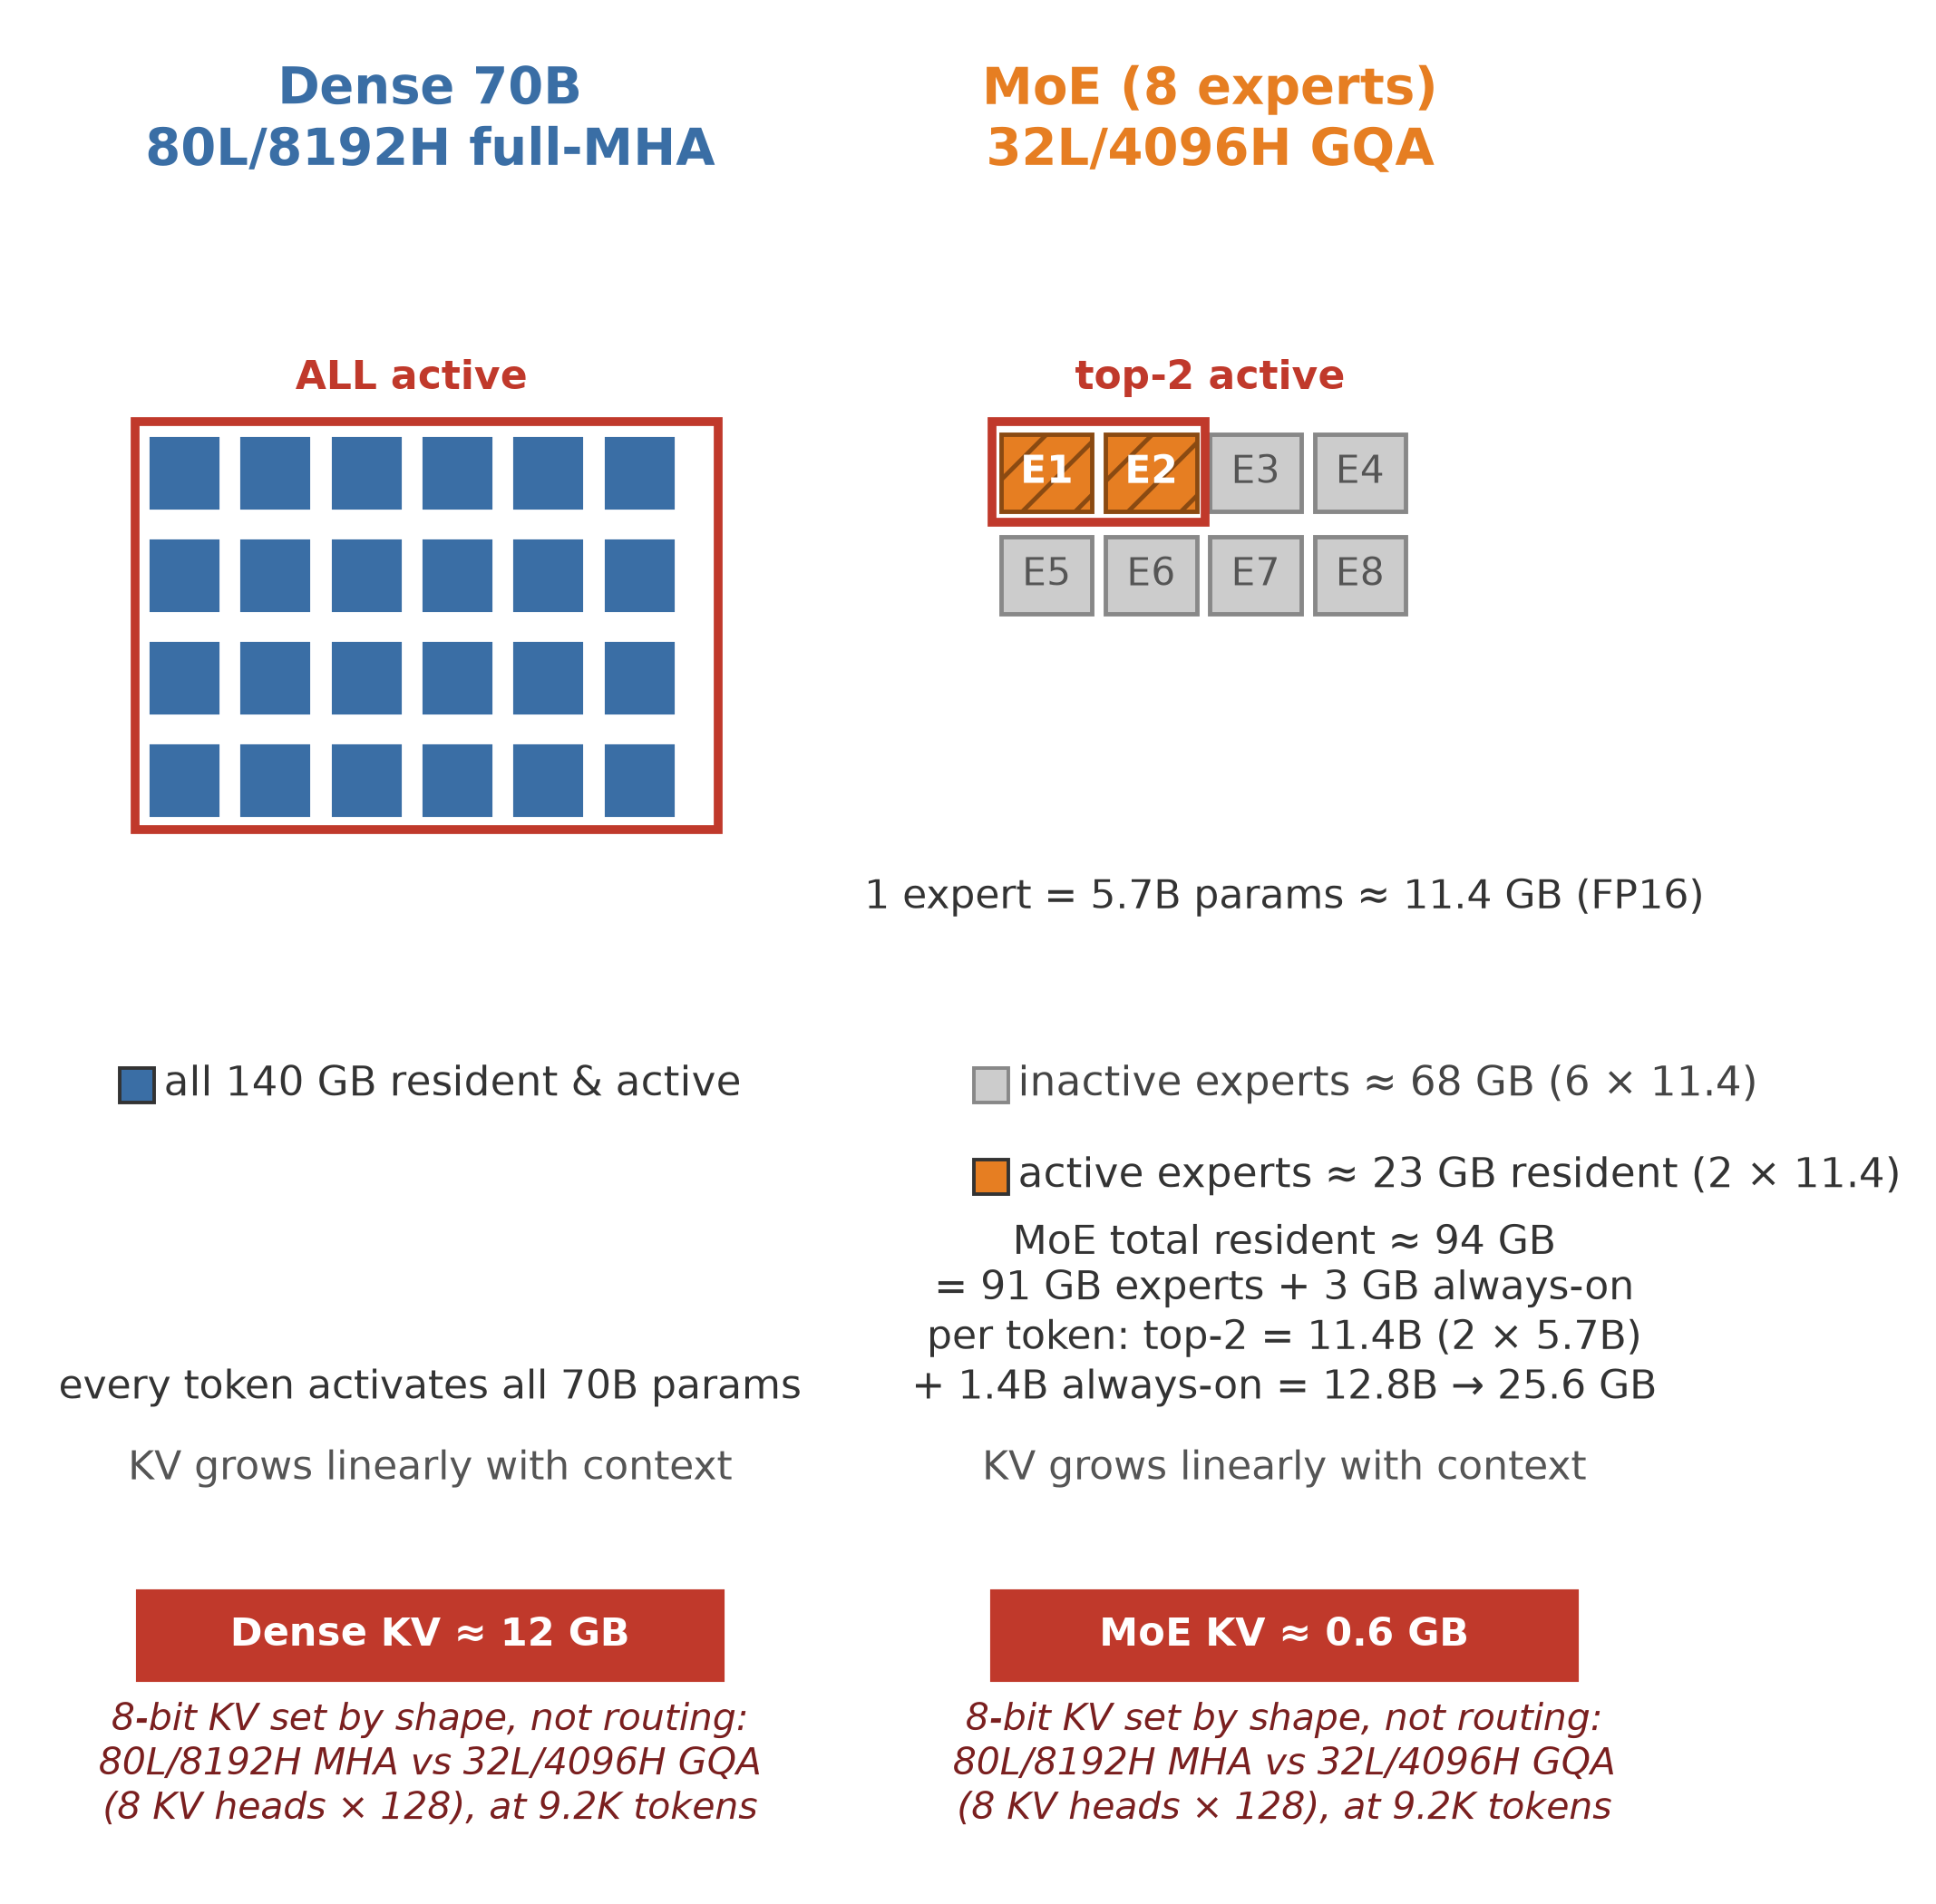 Dense 70B
80L/8192H full-MHA
ALL active
every token activates all 70B params
all 140 GB resident & active
KV grows linearly with context
Dense KV ≈ 12 GB
8-bit KV set by shape, not routing:
80L/8192H MHA vs 32L/4096H GQA
(8 KV heads × 128), at 9.2K tokens
MoE (8 experts)
32L/4096H GQA
top-2 active
E1 E2 E3 E4
E5 E6 E7 E8
1 expert = 5.7B params ≈ 11.4 GB (FP16)
inactive experts ≈ 68 GB (6 × 11.4)
active experts ≈ 23 GB resident (2 × 11.4)
MoE total resident ≈ 94 GB
= 91 GB experts + 3 GB always-on
per token: top-2 = 11.4B (2 × 5.7B)
+ 1.4B always-on = 12.8B → 25.6 GB
KV grows linearly with context
MoE KV ≈ 0.6 GB
8-bit KV set by shape, not routing:
80L/8192H MHA vs 32L/4096H GQA
(8 KV heads × 128), at 9.2K tokens